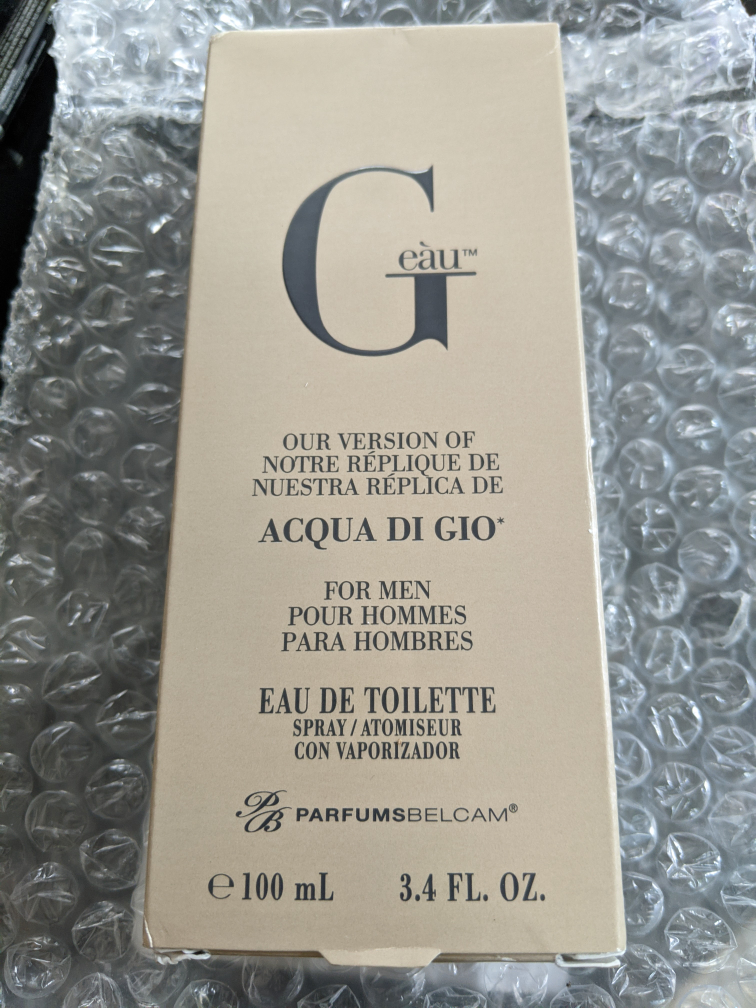 G eàu™
OUR VERSION OF
NOTRE RÉPLIQUE DE
NUESTRA RÉPLICA DE
ACQUA DI GIO*
FOR MEN
POUR HOMMES
PARA HOMBRES
EAU DE TOILETTE
SPRAY/ATOMISEUR
CON VAPORIZADOR
PB PARFUMSBELCAM®
℮100 mL 3.4 FL. OZ.